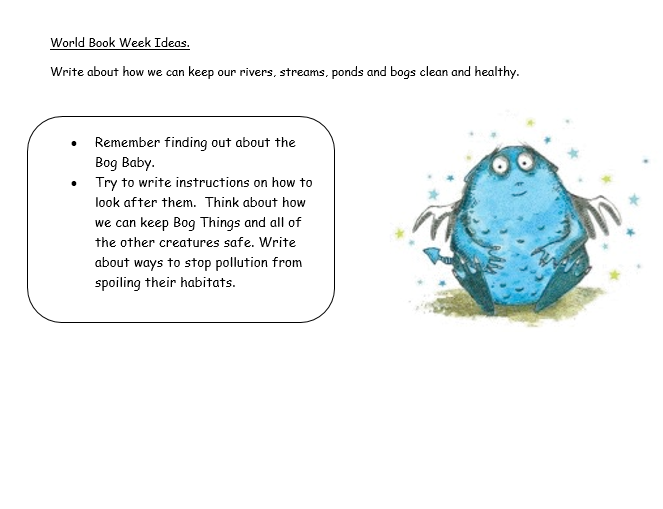 World Book Week Ideas.
Write about how we can keep our rivers, streams, ponds and bogs clean and healthy.
• Remember finding out about the
Bog Baby.
• Try to write instructions on how to
look after them.  Think about how
we can keep Bog Things and all of
the other creatures safe. Write
about ways to stop pollution from
spoiling their habitats.